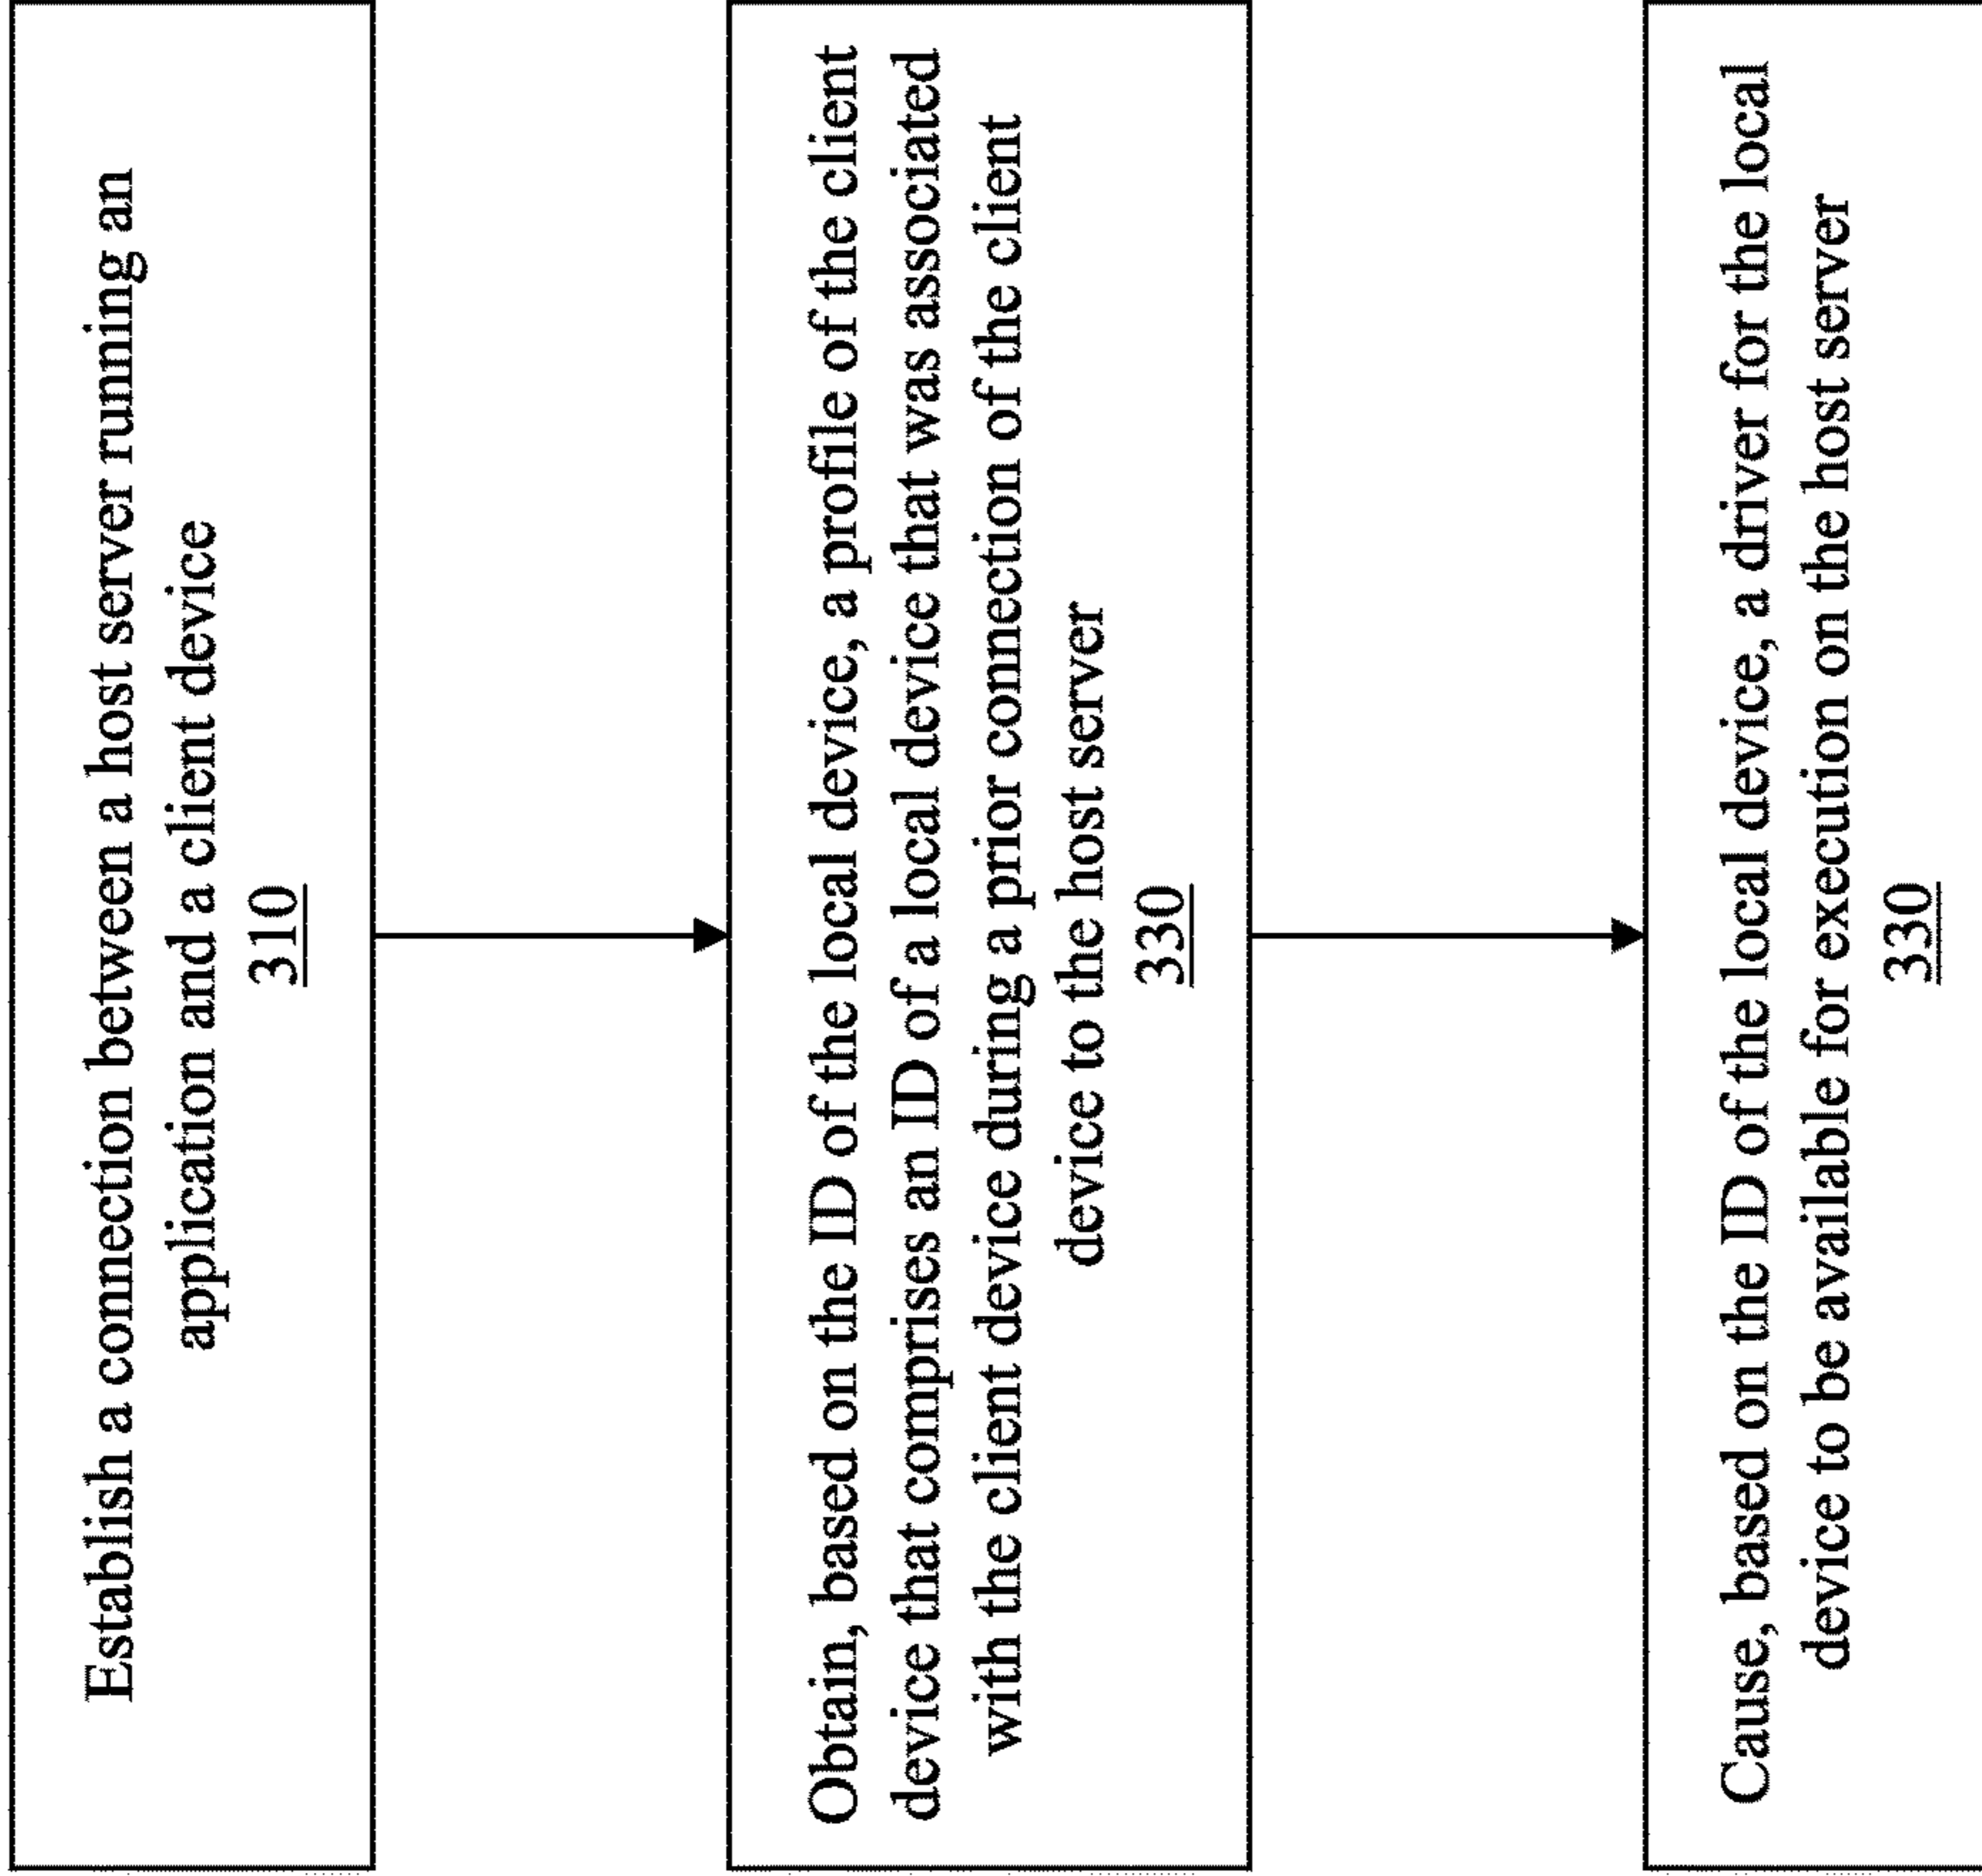 Establish a connection between a host server running an
application and a client device
310
Obtain, based on the ID of the local device, a profile of the client
device that comprises an ID of a local device that was associated
with the client device during a prior connection of the client
device to the host server
330
Cause, based on the ID of the local device, a driver for the local
device to be available for execution on the host server
330